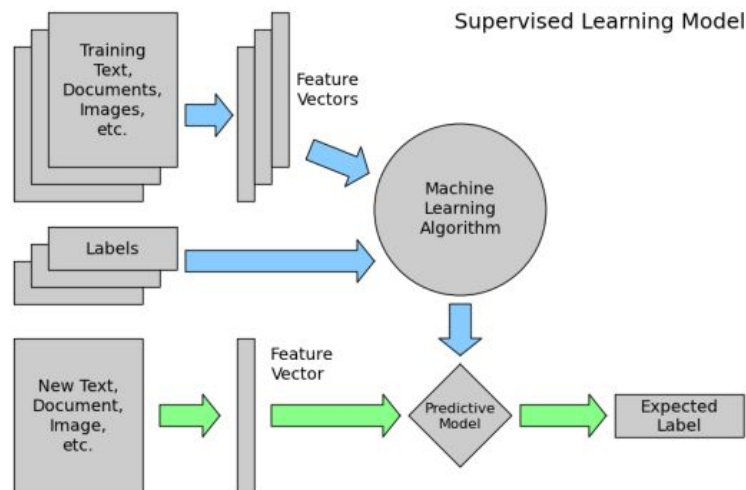 Supervised Learning Model
Training
Text,
Documents,
Images,
etc.
Feature
Vectors
Machine
Learning
Algorithm
Labels
New Text,
Document,
Image,
etc.
Feature
Vector
Predictive
Model
Expected
Label